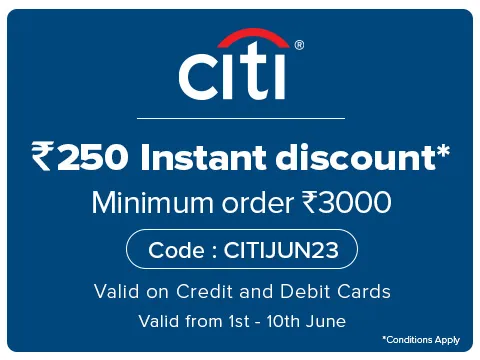 citi®
₹250 Instant discount*
Minimum order ₹3000
Code : CITIJUN23
Valid on Credit and Debit Cards
Valid from 1st - 10th June
*Conditions Apply